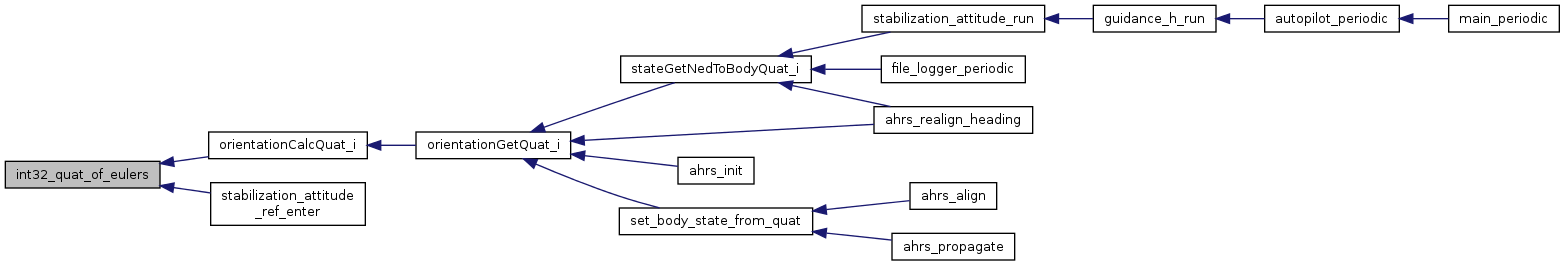 stabilization_attitude_run
guidance_h_run
autopilot_periodic
main_periodic
stateGetNedToBodyQuat_i
file_logger_periodic
ahrs_realign_heading
orientationCalcQuat_i
orientationGetQuat_i
int32_quat_of_eulers
ahrs_init
stabilization_attitude
_ref_enter
ahrs_align
set_body_state_from_quat
ahrs_propagate